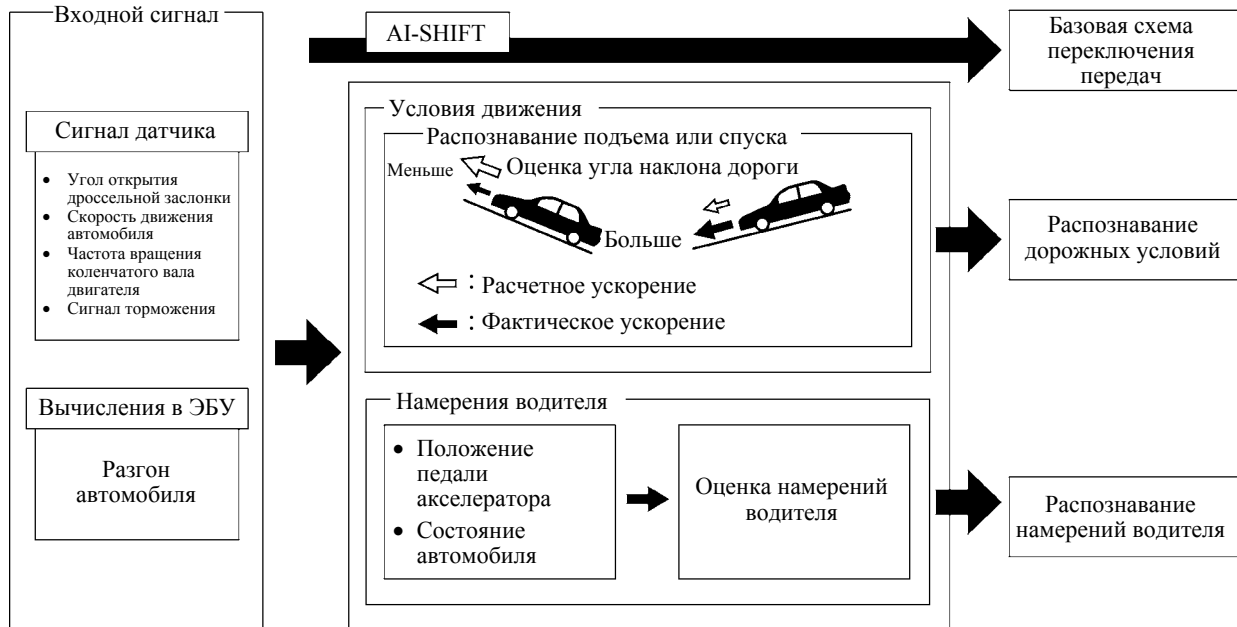 Входной сигнал
Сигнал датчика
• Угол открытия
дроссельной заслонки
• Скорость движения
автомобиля
• Частота вращения
коленчатого вала
двигателя
• Сигнал торможения
Вычисления в ЭБУ
Разгон
автомобиля
AI-SHIFT
Условия движения
Распознавание подъема или спуска
Меньше
Оценка угла наклона дороги
Больше
: Расчетное ускорение
: Фактическое ускорение
Намерения водителя
• Положение
педали
акселератора
• Состояние
автомобиля
Оценка намерений
водителя
Базовая схема
переключения
передач
Распознавание
дорожных условий
Распознавание
намерений водителя